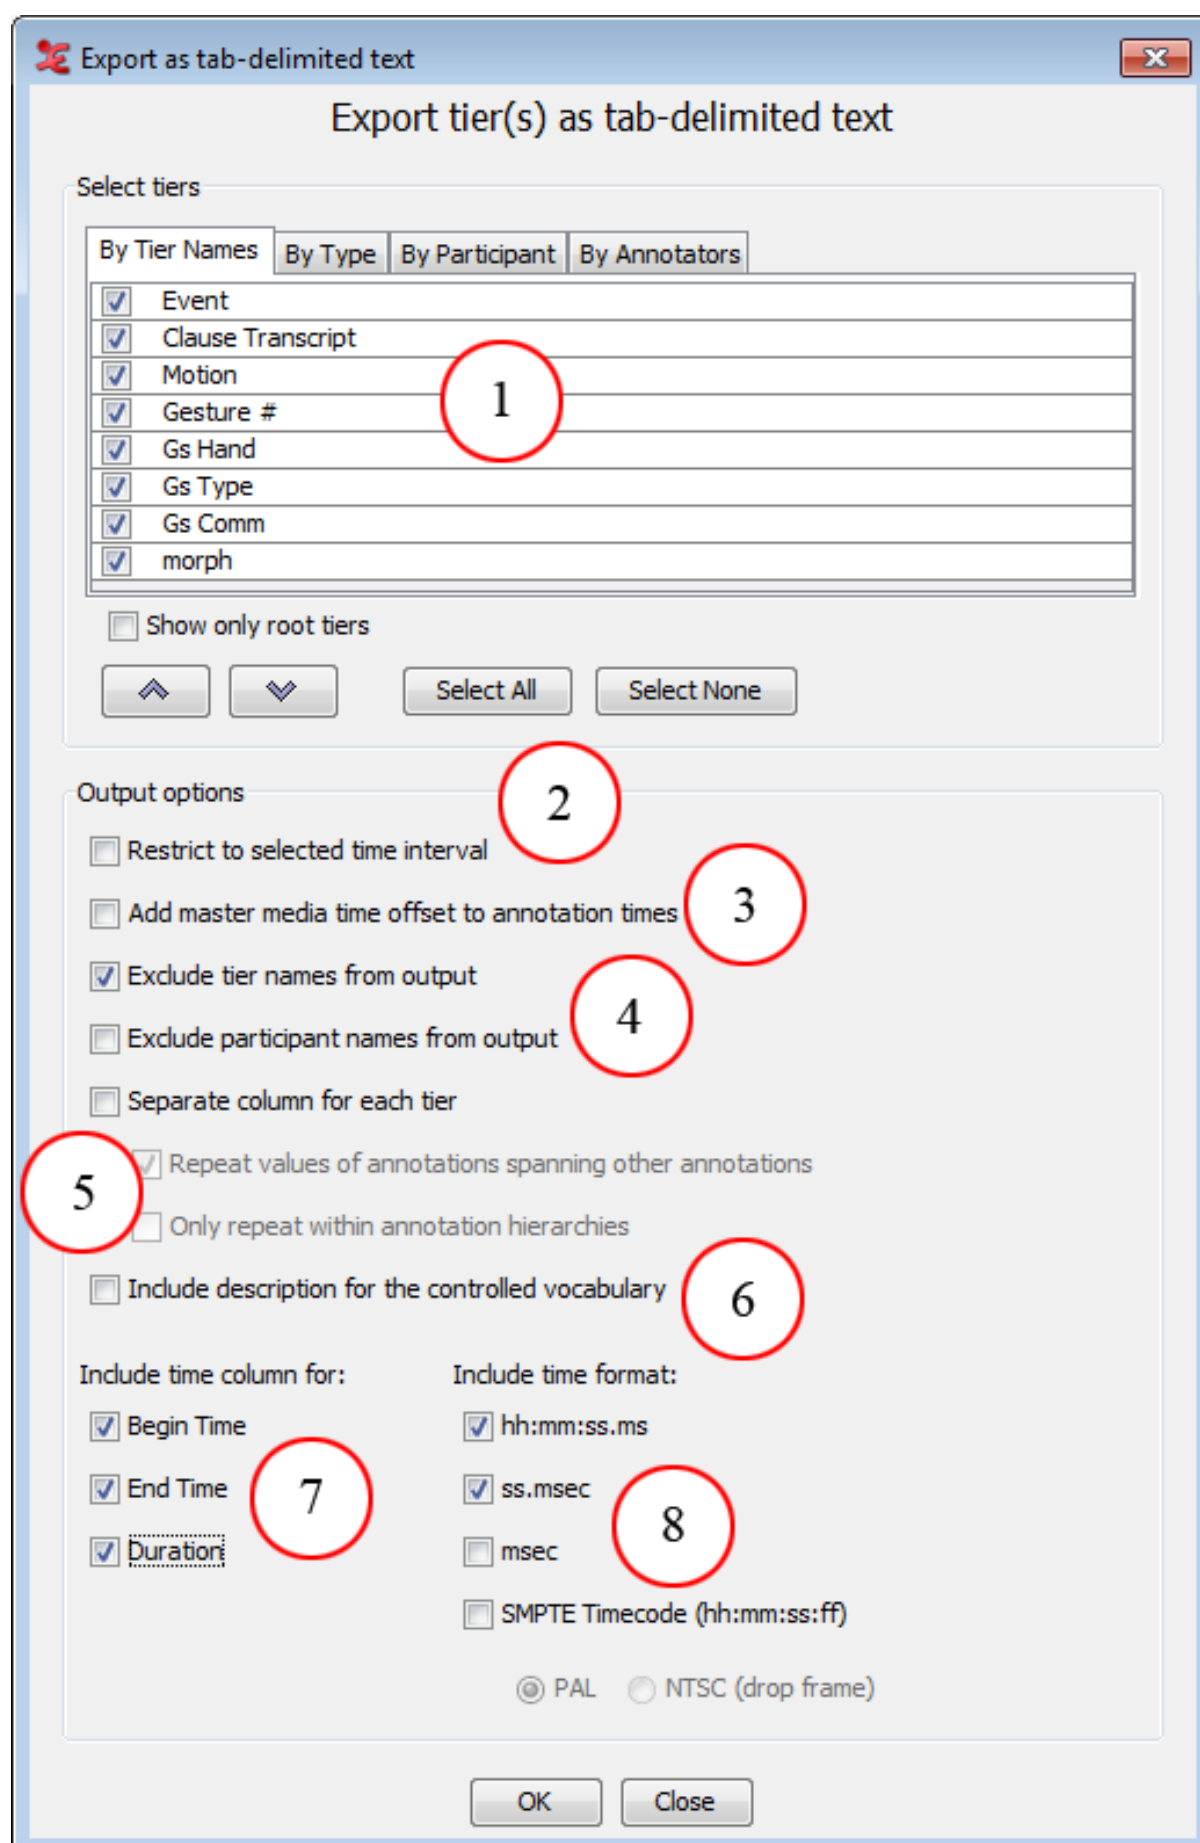 Export as tab-delimited text
Export tier(s) as tab-delimited text
Select tiers
By Tier Names By Type By Participant By Annotators
Event
Clause Transcript
Motion
1
Gesture #
Gs Hand
Gs Type
Gs Comm
morph
Show only root tiers
Select All Select None
Output options
2
Restrict to selected time interval
Add master media time offset to annotation times 3
Exclude tier names from output
4
Exclude participant names from output
Separate column for each tier
Repeat values of annotations spanning other annotations
5
Only repeat within annotation hierarchies
Include description for the controlled vocabulary 6
Include time column for: Include time format:
Begin Time hh:mm:ss.ms
End Time 7 ss.msec
8
Duration msec
SMPTE Timecode (hh:mm:ss:ff)
PAL NTSC (drop frame)
OK Close